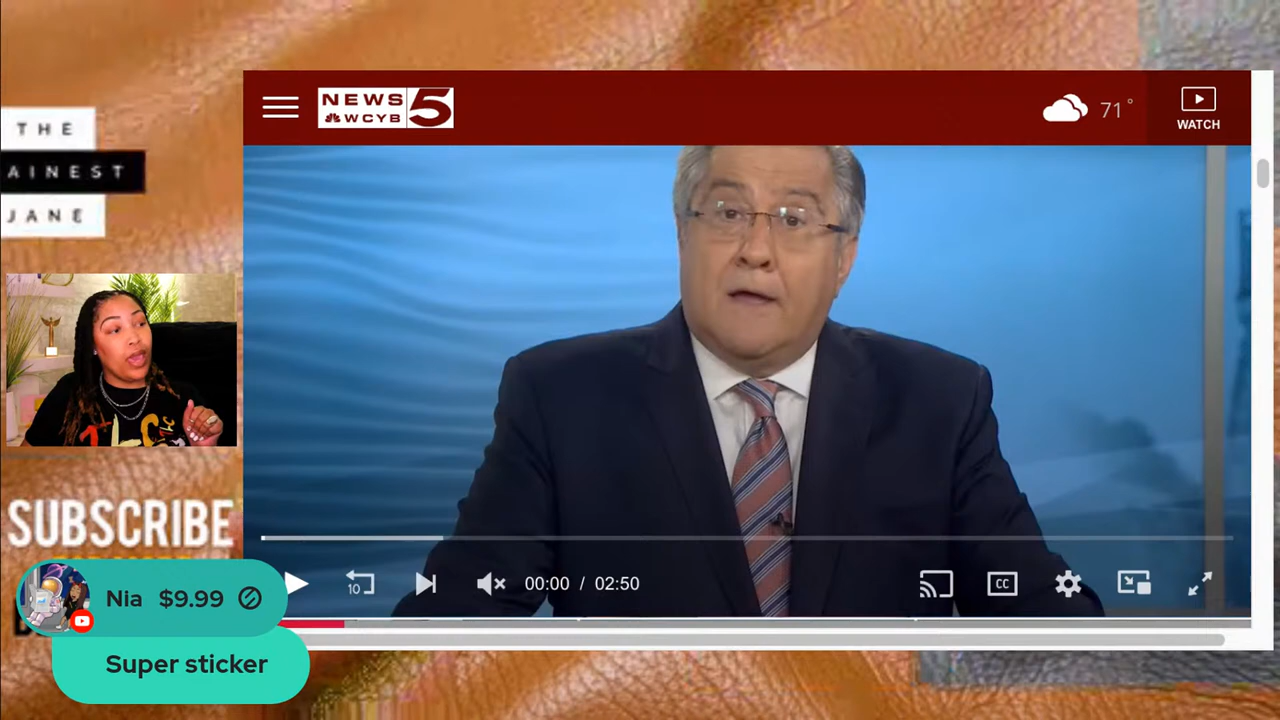 NEWS 5
WCYB
71°
WATCH
THE
AINEST
JANE
10
00:00 / 02:50
CC
SUBSCRIBE
Nia $9.99
Super sticker